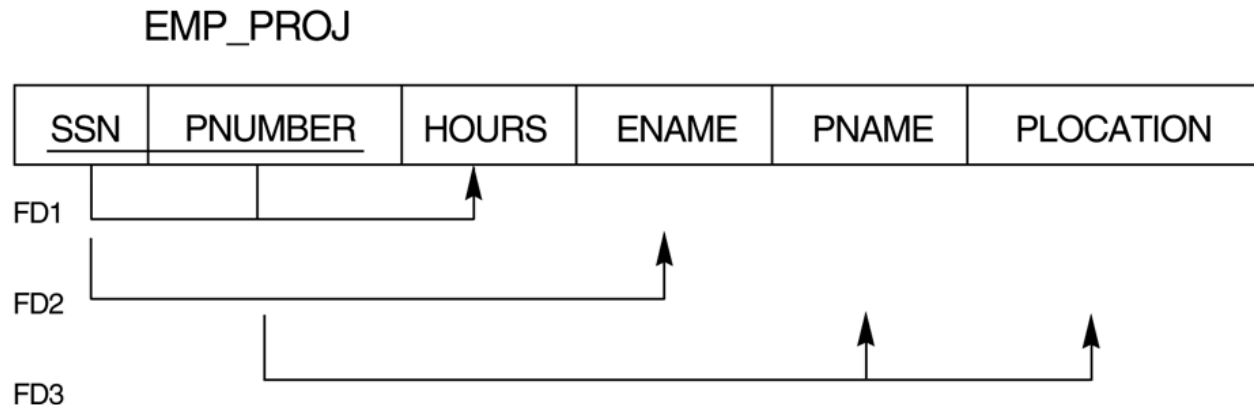 EMP_PROJ
SSN PNUMBER HOURS ENAME PNAME PLOCATION
FD1
FD2
FD3